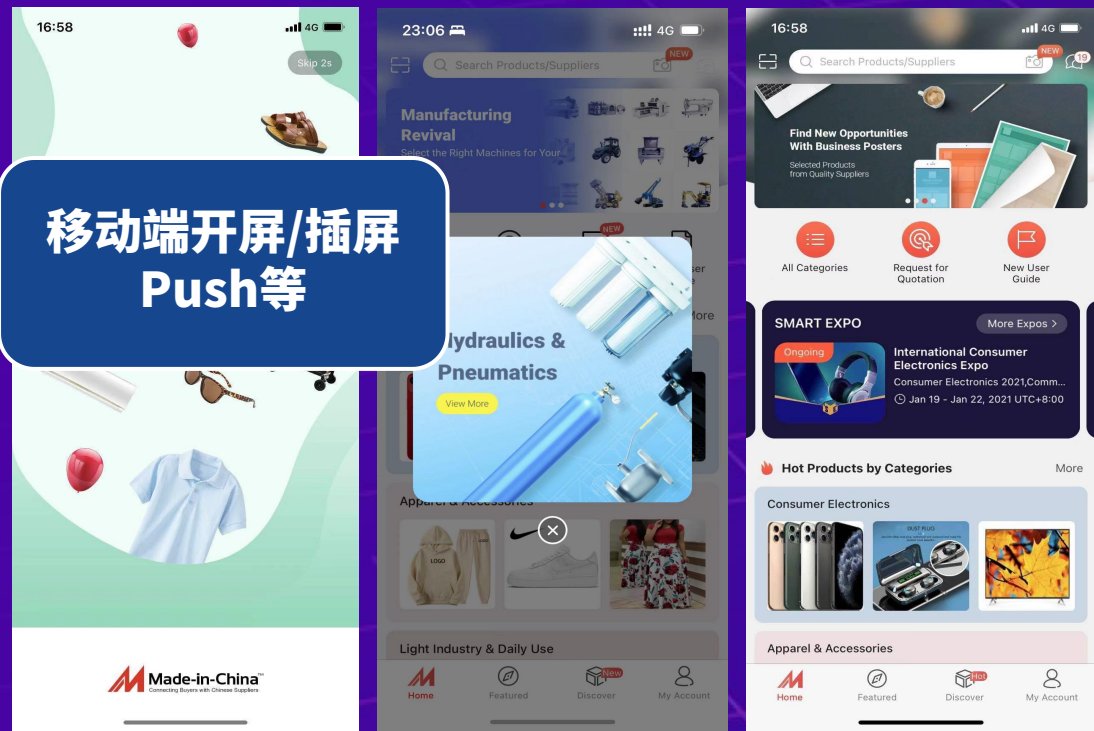 16:58
4G
Skip 2s
移动端开屏/插屏
Push等
Made-in-China™
Connecting Buyers with Chinese Suppliers
23:06
4G
Search Products/Suppliers
NEW
Manufacturing
Revival
Select the Right Machines for Your
NEW
More
Hydraulics &
Pneumatics
View More
Apparel & Accessories
LOGO
Light Industry & Daily Use
New
Home
Featured
Discover
My Account
16:58
4G
Search Products/Suppliers
NEW
19
Find New Opportunities
With Business Posters
Selected Products
from Quality Suppliers
All Categories
Request for
Quotation
New User
Guide
SMART EXPO
More Expos >
Ongoing
International Consumer
Electronics Expo
Consumer Electronics 2021,Comm...
Jan 19 - Jan 22, 2021 UTC+8:00
Hot Products by Categories
More
Consumer Electronics
DUST PLUG
Apparel & Accessories
Hot
Home
Featured
Discover
My Account